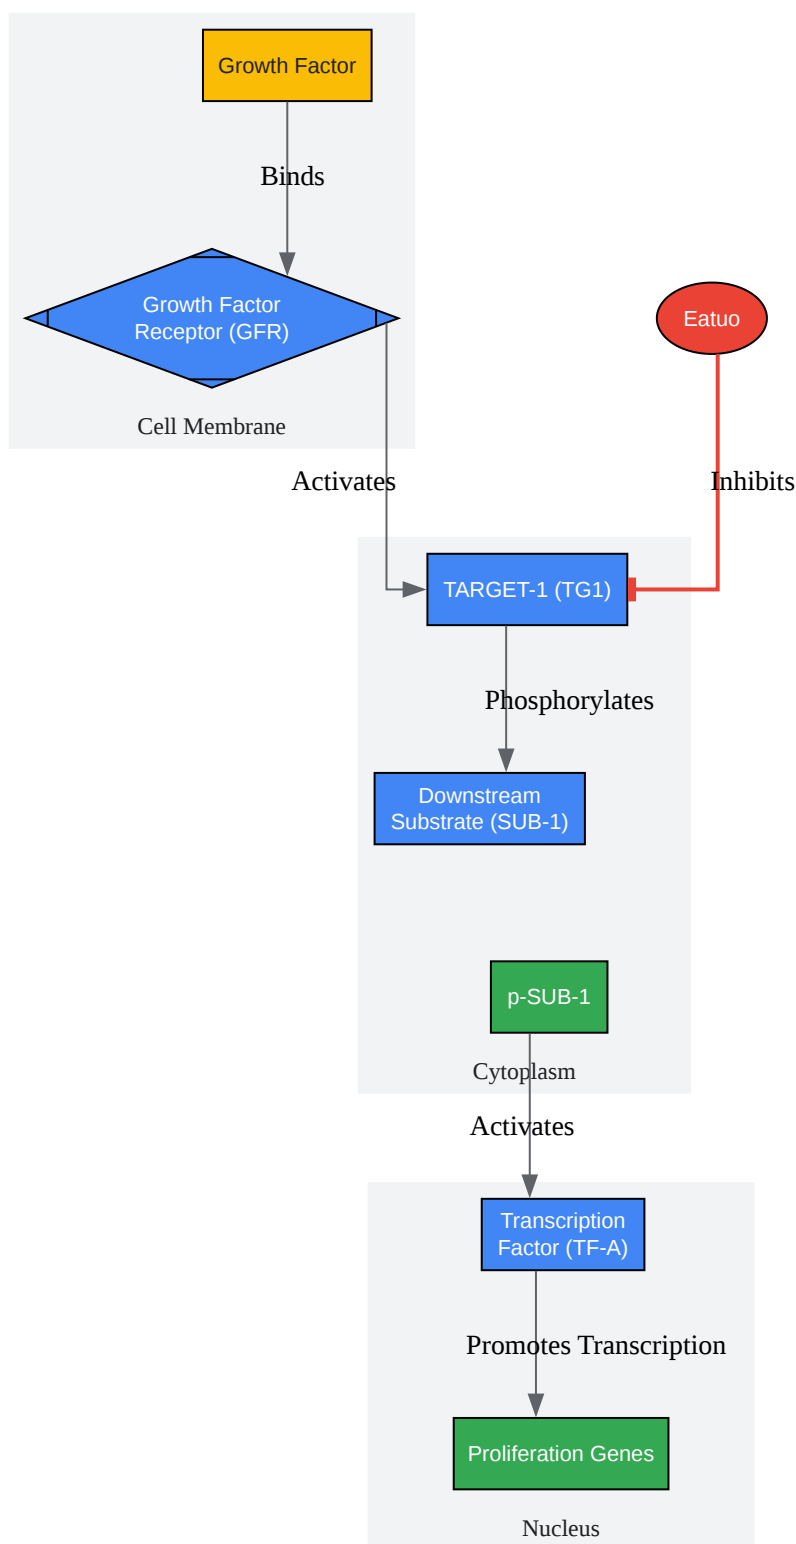 Growth Factor
Binds
Growth Factor
Receptor (GFR)
Eatuo
Cell Membrane
Activates
Inhibits
TARGET-1 (TG1)
Phosphorylates
Downstream
Substrate (SUB-1)
p-SUB-1
Cytoplasm
Activates
Transcription
Factor (TF-A)
Promotes Transcription
Proliferation Genes
Nucleus